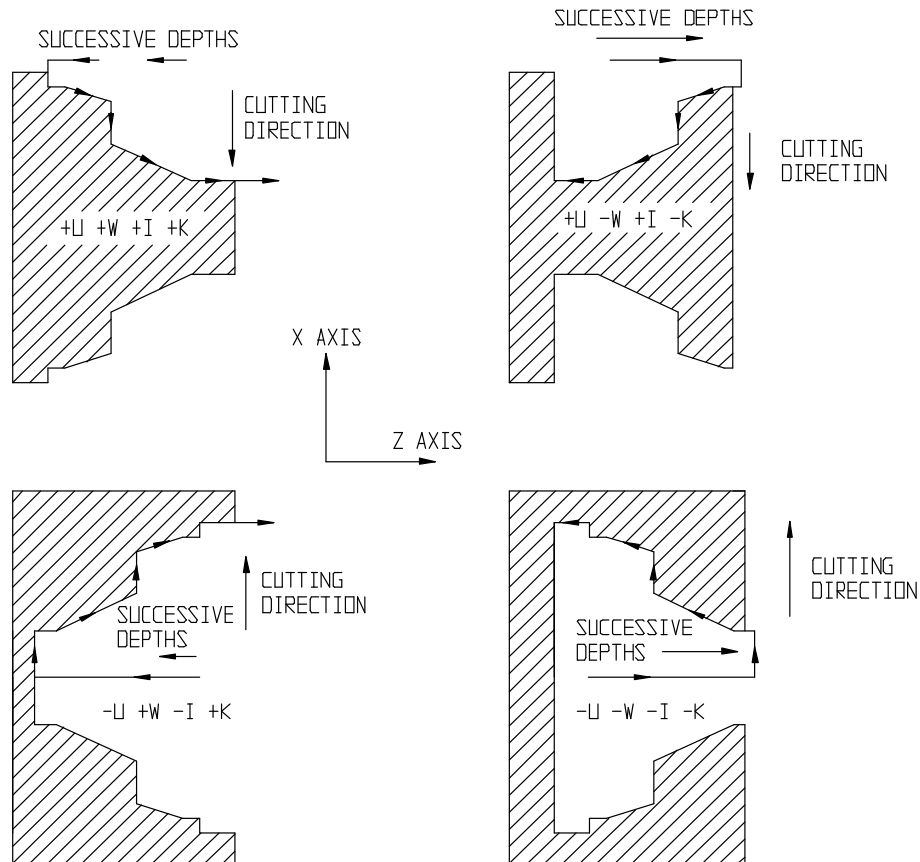 SUCCESSIVE DEPTHS
CUTTING
DIRECTION
+U +W +I +K
SUCCESSIVE DEPTHS
CUTTING
DIRECTION
+U -W +I -K
X AXIS
Z AXIS
CUTTING
DIRECTION
SUCCESSIVE
DEPTHS
-U +W -I +K
CUTTING
DIRECTION
SUCCESSIVE
DEPTHS
-U -W -I -K